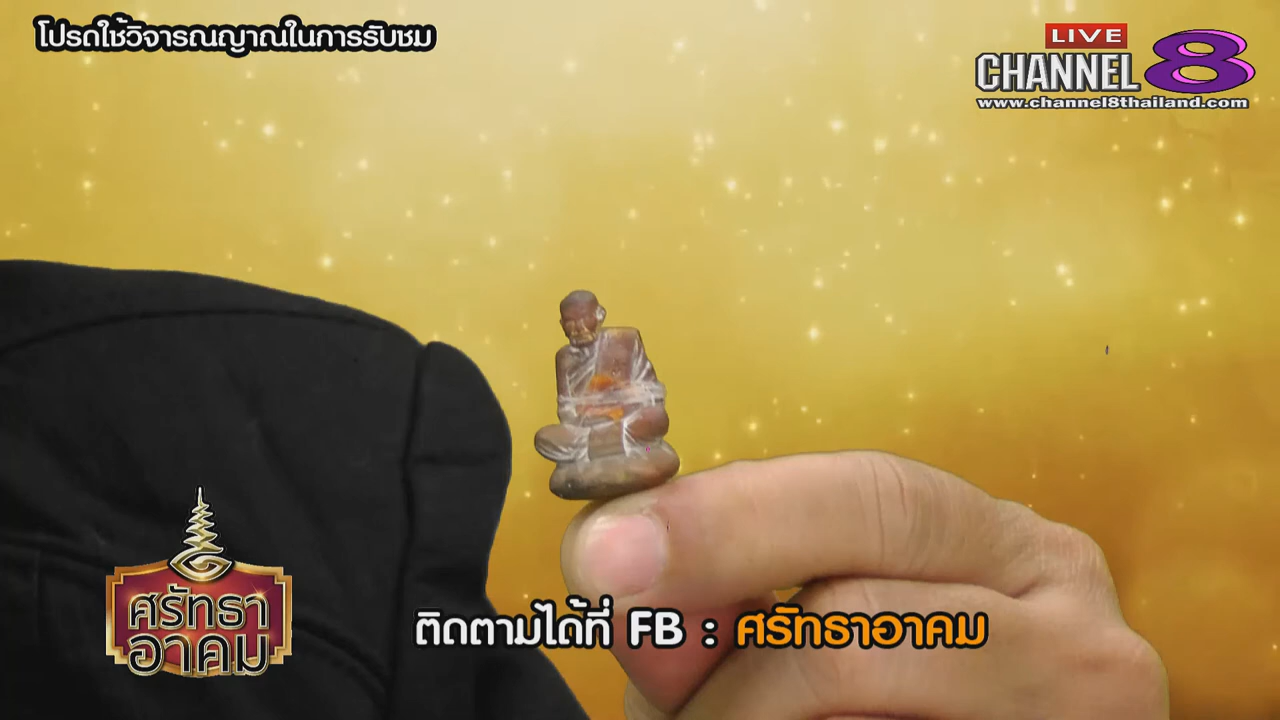 โปรดใช้วิจารณญาณในการรับชม
LIVE
CHANNEL 8
www.channel8thailand.com
ศรัทธา
อาคม
ติดตามได้ที่ FB : ศรัทธาอาคม